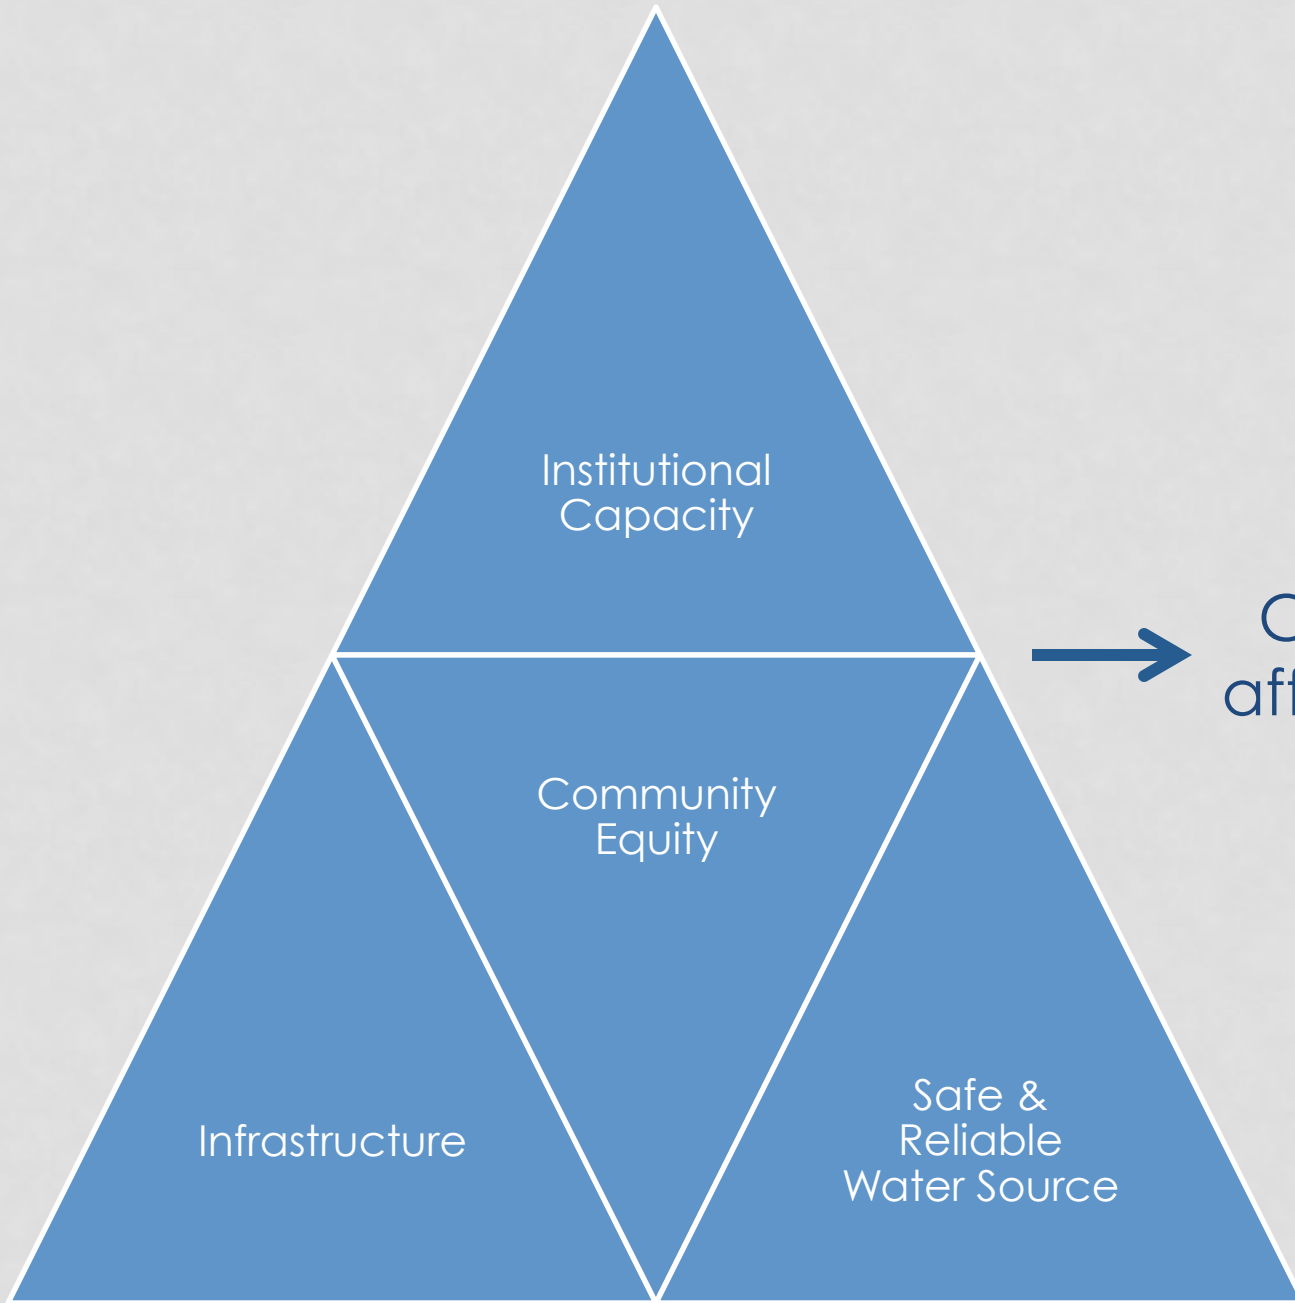 Institutional
Capacity
Community
Equity
Infrastructure
Safe &
Reliable
Water Source